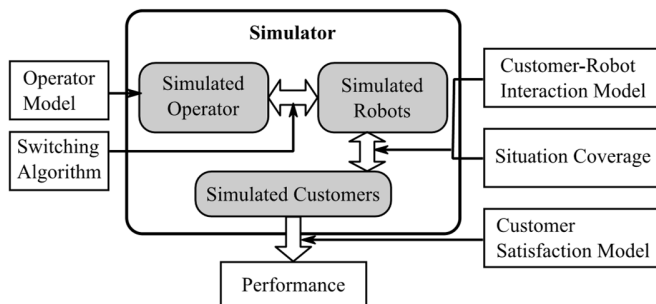 Simulator
Operator
Model
Simulated
Operator
Simulated
Robots
Customer-Robot
Interaction Model
Switching
Algorithm
Situation Coverage
Simulated Customers
Customer
Satisfaction Model
Performance